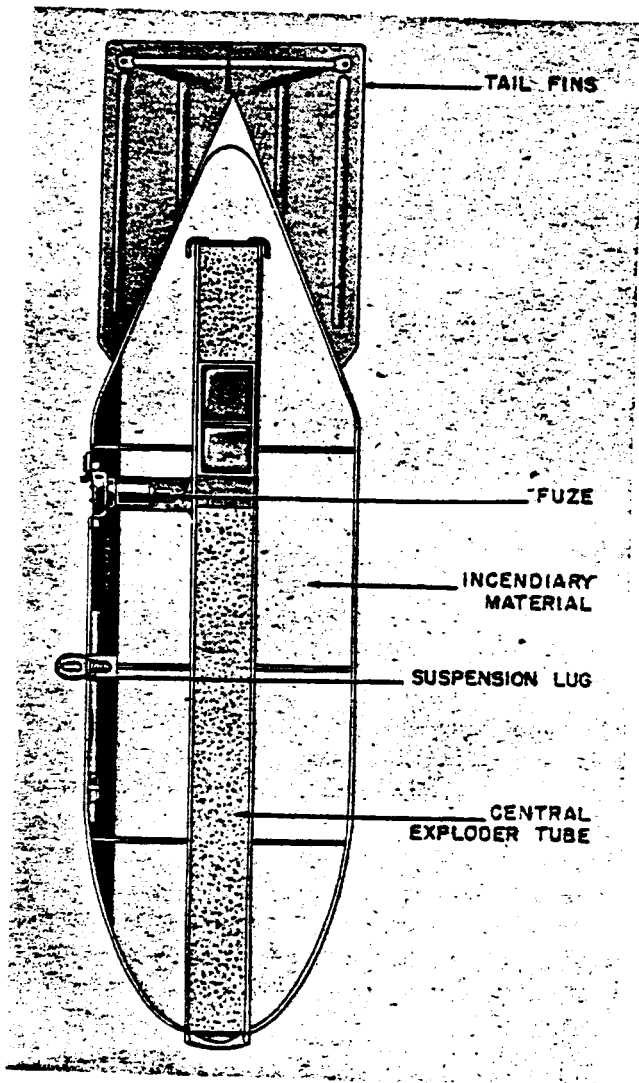 TAIL FINS
FUZE
INCENDIARY
MATERIAL
SUSPENSION LUG
CENTRAL
EXPLODER TUBE